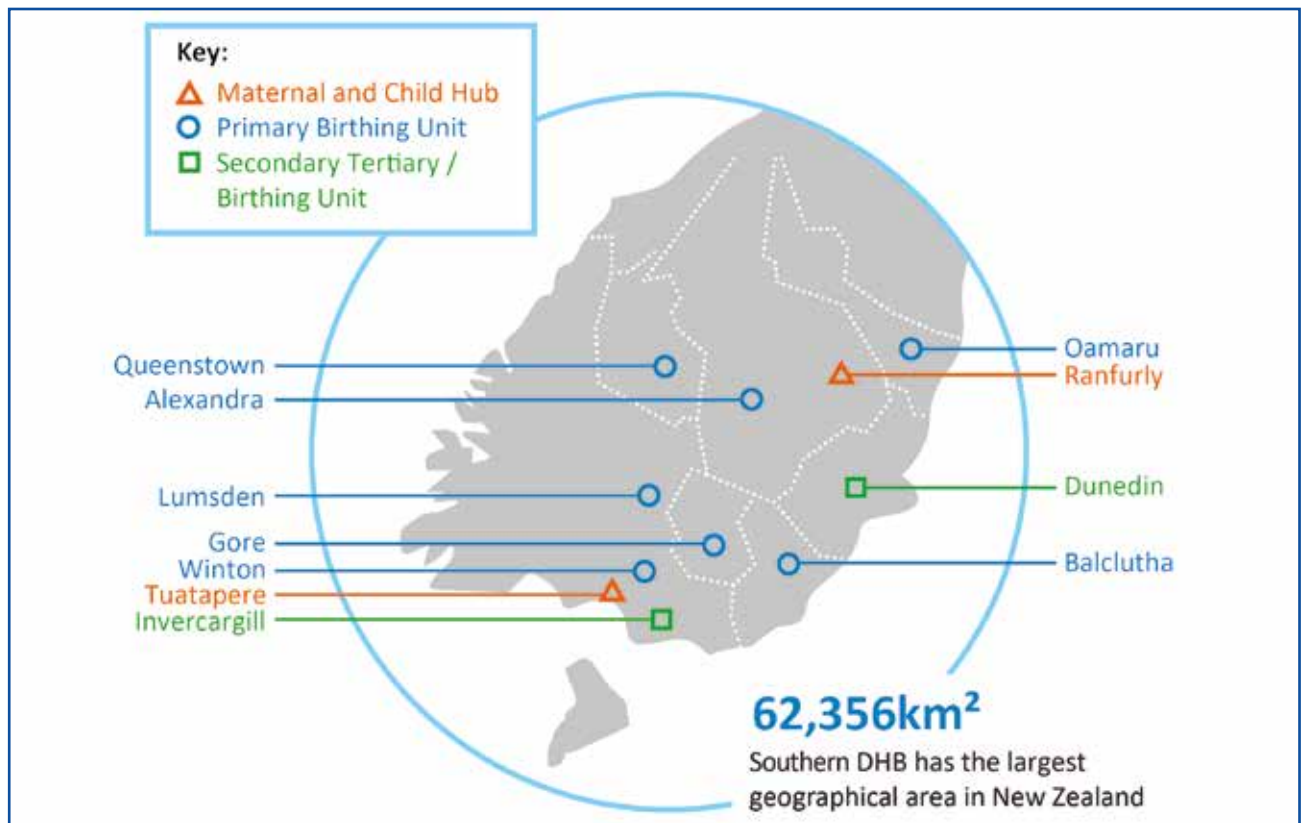 Key:
Maternal and Child Hub
Primary Birthing Unit
Secondary Tertiary /
Birthing Unit
Queenstown
Alexandra
Lumsden
Gore
Winton
Tuatapere
Invercargill
Oamaru
Ranfurly
Dunedin
Balclutha
62,356km²
Southern DHB has the largest
geographical area in New Zealand